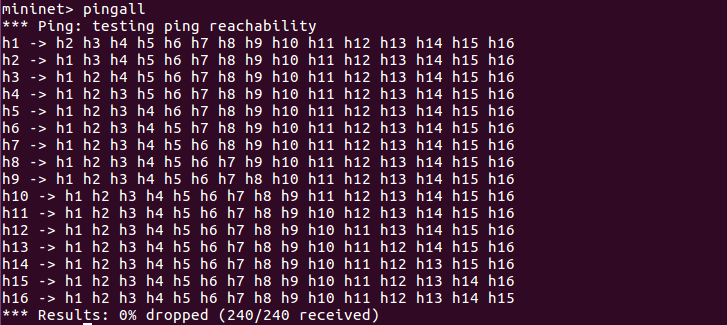 mininet> pingall
*** Ping: testing ping reachability
h1 -> h2 h3 h4 h5 h6 h7 h8 h9 h10 h11 h12 h13 h14 h15 h16
h2 -> h1 h3 h4 h5 h6 h7 h8 h9 h10 h11 h12 h13 h14 h15 h16
h3 -> h1 h2 h4 h5 h6 h7 h8 h9 h10 h11 h12 h13 h14 h15 h16
h4 -> h1 h2 h3 h5 h6 h7 h8 h9 h10 h11 h12 h13 h14 h15 h16
h5 -> h1 h2 h3 h4 h6 h7 h8 h9 h10 h11 h12 h13 h14 h15 h16
h6 -> h1 h2 h3 h4 h5 h7 h8 h9 h10 h11 h12 h13 h14 h15 h16
h7 -> h1 h2 h3 h4 h5 h6 h8 h9 h10 h11 h12 h13 h14 h15 h16
h8 -> h1 h2 h3 h4 h5 h6 h7 h9 h10 h11 h12 h13 h14 h15 h16
h9 -> h1 h2 h3 h4 h5 h6 h7 h8 h10 h11 h12 h13 h14 h15 h16
h10 -> h1 h2 h3 h4 h5 h6 h7 h8 h9 h11 h12 h13 h14 h15 h16
h11 -> h1 h2 h3 h4 h5 h6 h7 h8 h9 h10 h12 h13 h14 h15 h16
h12 -> h1 h2 h3 h4 h5 h6 h7 h8 h9 h10 h11 h13 h14 h15 h16
h13 -> h1 h2 h3 h4 h5 h6 h7 h8 h9 h10 h11 h12 h14 h15 h16
h14 -> h1 h2 h3 h4 h5 h6 h7 h8 h9 h10 h11 h12 h13 h15 h16
h15 -> h1 h2 h3 h4 h5 h6 h7 h8 h9 h10 h11 h12 h13 h14 h16
h16 -> h1 h2 h3 h4 h5 h6 h7 h8 h9 h10 h11 h12 h13 h14 h15
*** Results: 0% dropped (240/240 received)